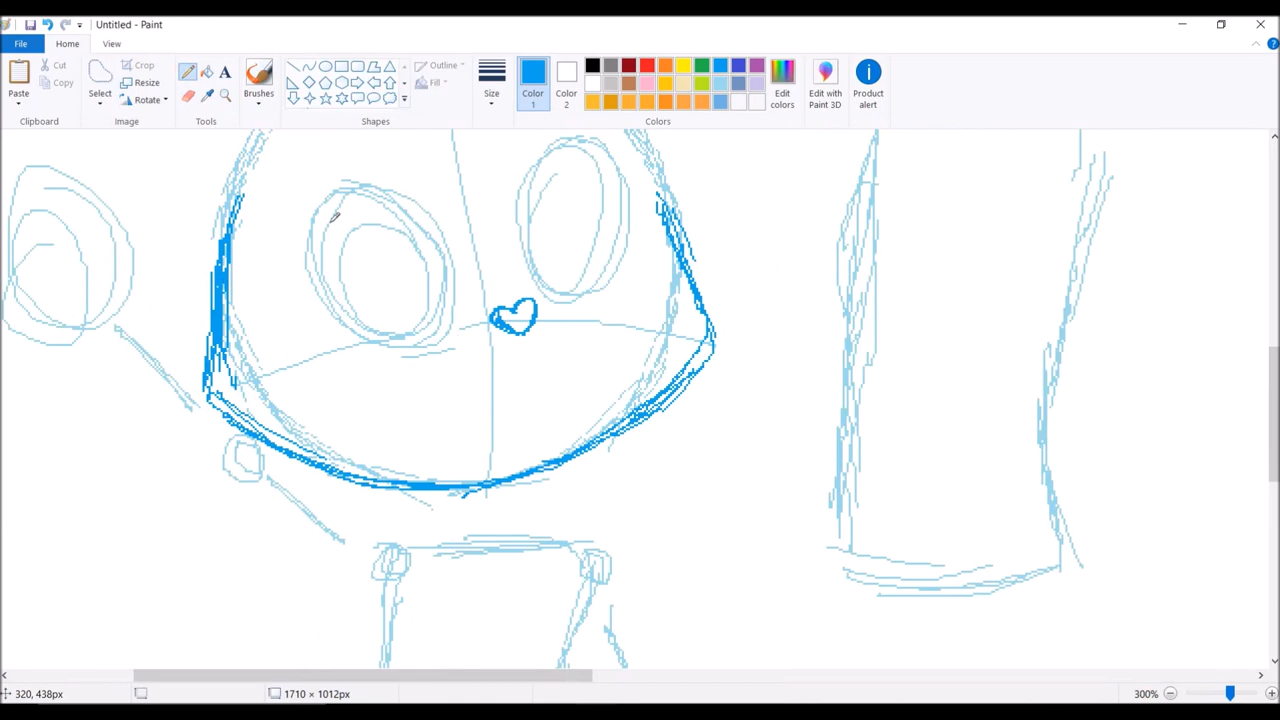 Untitled - Paint
File Home View
Paste
Cut
Copy
Clipboard
Select
Crop
Resize
Rotate
Image
A
Tools
Brushes
Outline
Fill
Shapes
Size
Color 1
Color 2
Edit colors
Colors
Edit with Paint 3D
Product alert
320, 438px
1710 × 1012px
300%